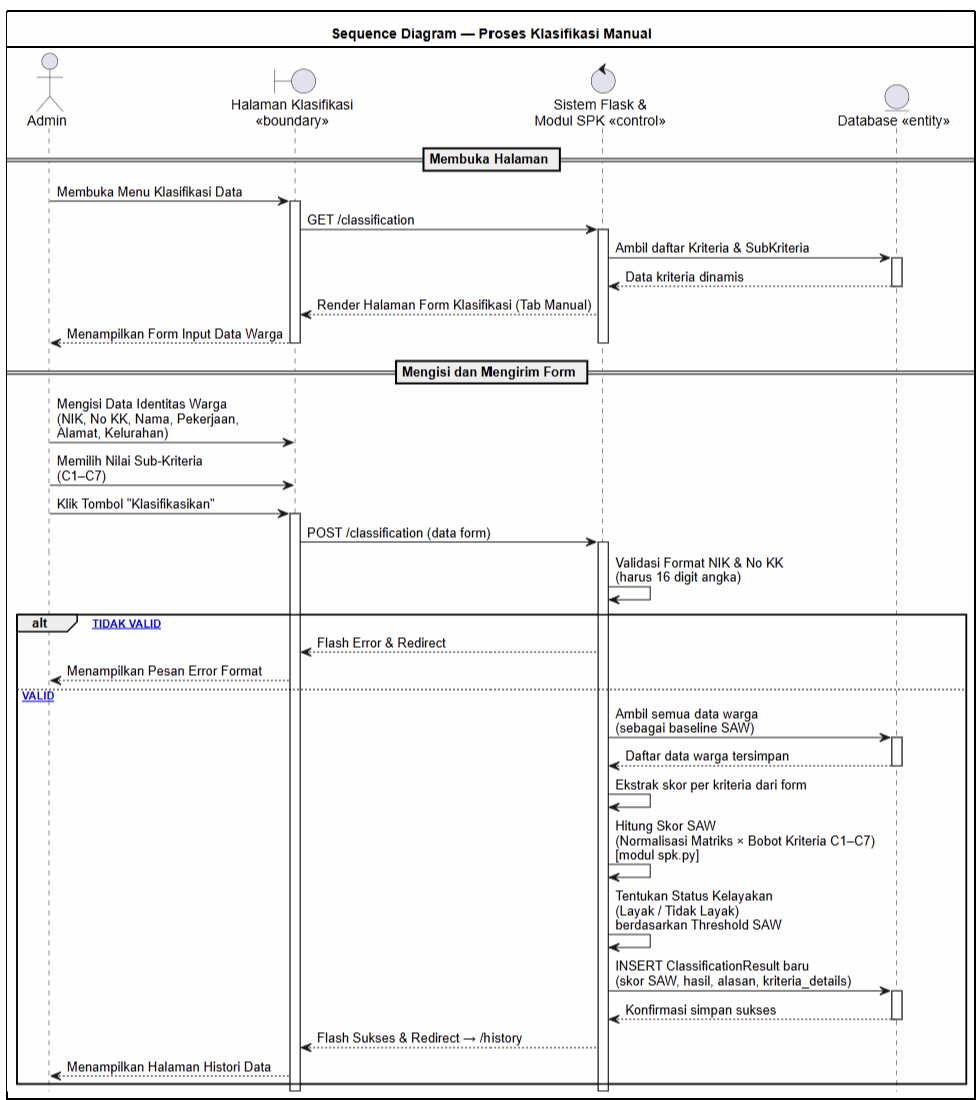 Sequence Diagram — Proses Klasifikasi Manual
Admin
Halaman Klasifikasi
«boundary»
Sistem Flask &
Modul SPK «control»
Database «entity»
Membuka Halaman
Membuka Menu Klasifikasi Data
GET /classification
Ambil daftar Kriteria & SubKriteria
Data kriteria dinamis
Render Halaman Form Klasifikasi (Tab Manual)
Menampilkan Form Input Data Warga
Mengisi dan Mengirim Form
Mengisi Data Identitas Warga
(NIK, No KK, Nama, Pekerjaan,
Alamat, Kelurahan)
Memilih Nilai Sub-Kriteria
(C1–C7)
Klik Tombol "Klasifikasikan"
POST /classification (data form)
Validasi Format NIK & No KK
(harus 16 digit angka)
alt
TIDAK VALID
Flash Error & Redirect
Menampilkan Pesan Error Format
VALID
Ambil semua data warga
(sebagai baseline SAW)
Daftar data warga tersimpan
Ekstrak skor per kriteria dari form
Hitung Skor SAW
(Normalisasi Matriks × Bobot Kriteria C1–C7)
[modul spk.py]
Tentukan Status Kelayakan
(Layak / Tidak Layak)
berdasarkan Threshold SAW
INSERT ClassificationResult baru
(skor SAW, hasil, alasan, kriteria_details)
Konfirmasi simpan sukses
Flash Sukses & Redirect → /history
Menampilkan Halaman Histori Data